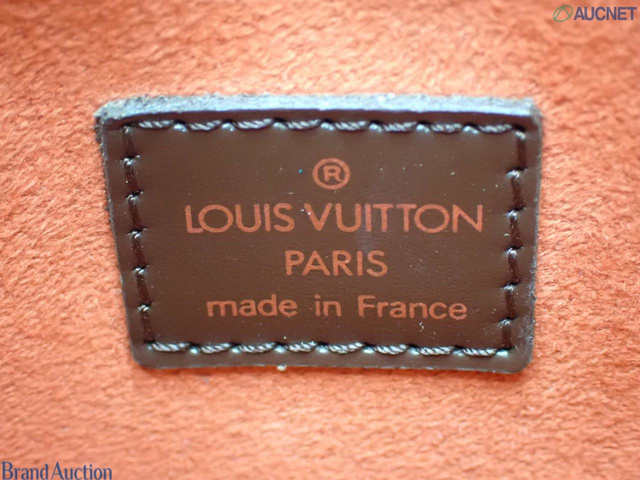 AUCNET
®
LOUIS VUITTON
PARIS
made in France
Brand Auction